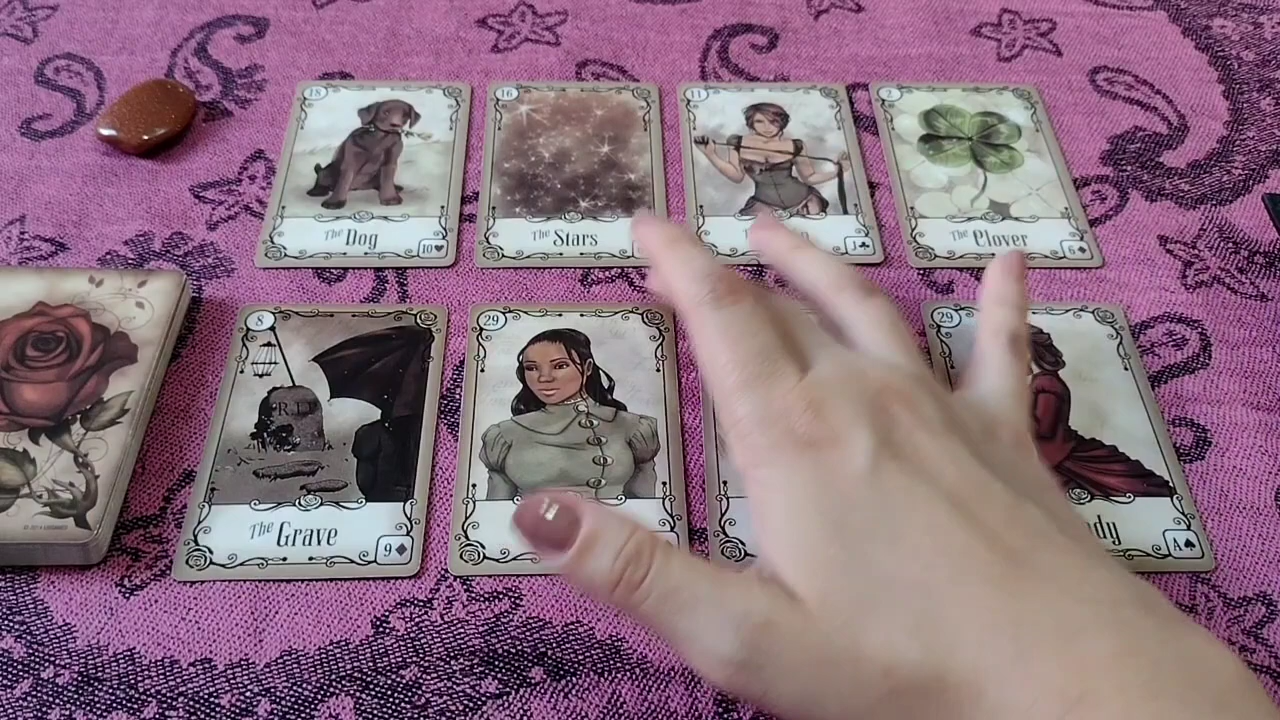 18
The Dog
10♥
16
The Stars
11
J♣
2
The Clover
6♦
8
R.I.P
The Grave
9♦
29
29
A♠